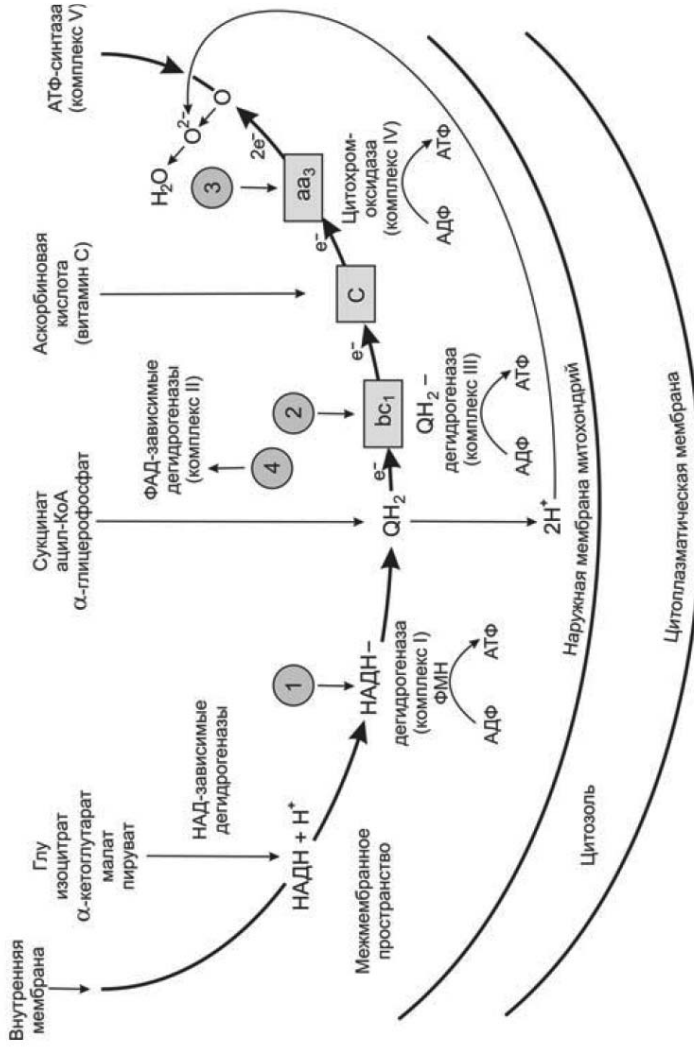 Внутренняя
мембрана
Глу
изоцитрат
α-кетоглутарат
малат
пируват
НАД-зависимые
дегидрогеназы
НАДН + Н⁺
Межмембранное
пространство
1
НАДН–
дегидрогеназа
(комплекс I)
ФМН
АДФ
АТФ
Сукцинат
ацил-КоА
α-глицерофосфат
ФАД-зависимые
дегидрогеназы
(комплекс II)
4
QH₂
2H⁺
e⁻
2
bc₁
QH₂ –
дегидрогеназа
(комплекс III)
АДФ
АТФ
Аскорбиновая
кислота
(витамин С)
e⁻
C
e⁻
3
aa₃
Цитохром-
оксидаза
(комплекс IV)
АДФ
АТФ
2e⁻
O
O²⁻
H₂O
АТФ-синтаза
(комплекс V)
Наружная мембрана митохондрий
Цитозоль
Цитоплазматическая мембрана